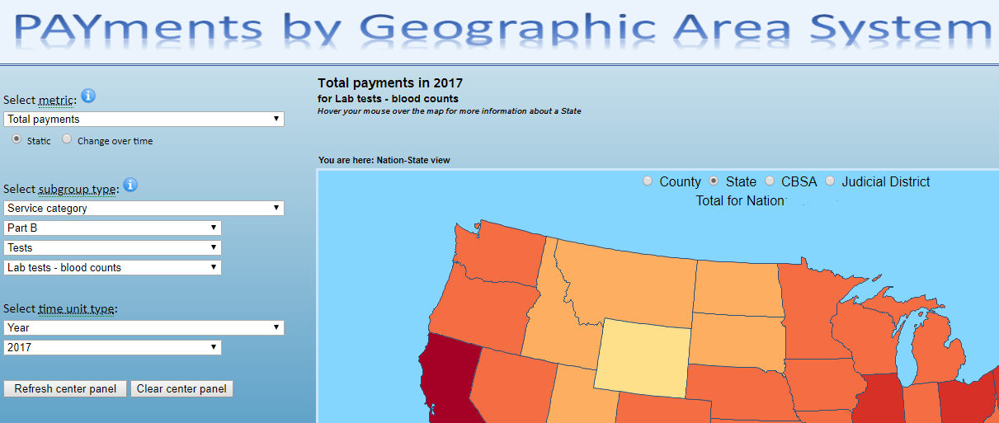 PAYments by Geographic Area System
Total payments in 2017
for Lab tests - blood counts
Hover your mouse over the map for more information about a State
Select metric:
Total payments
Static Change over time
You are here: Nation-State view
Select subgroup type:
Service category
Part B
Tests
Lab tests - blood counts
County State CBSA Judicial District
Total for Nation:
Select time unit type:
Year
2017
Refresh center panel Clear center panel